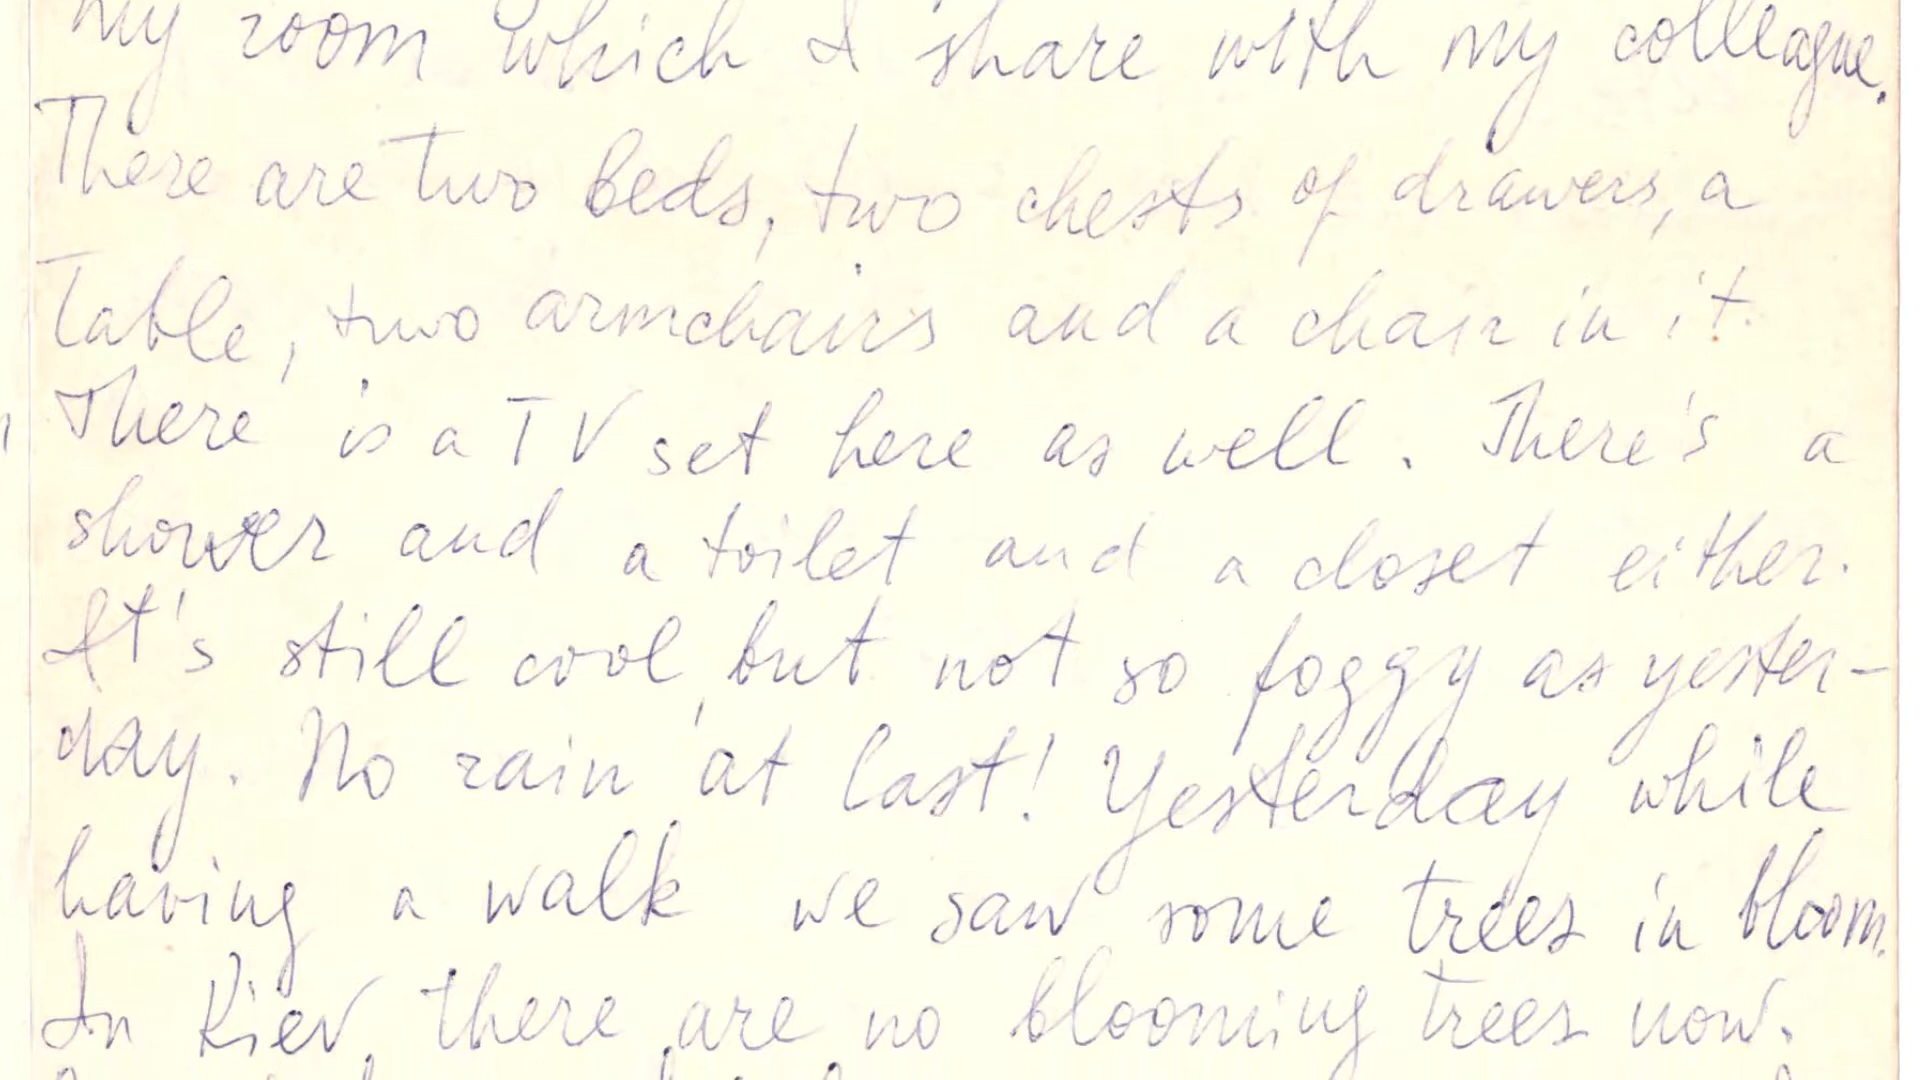 my room which I share with my colleague.
There are two beds, two chests of drawers, a
table, two armchairs and a chair in it.
There is a TV set here as well. There's a
shower and a toilet and a closet either.
It's still cool, but not so foggy as yester-
day. No rain at last! Yesterday while
having a walk we saw some trees in bloom.
In Kiev there are no blooming trees now.